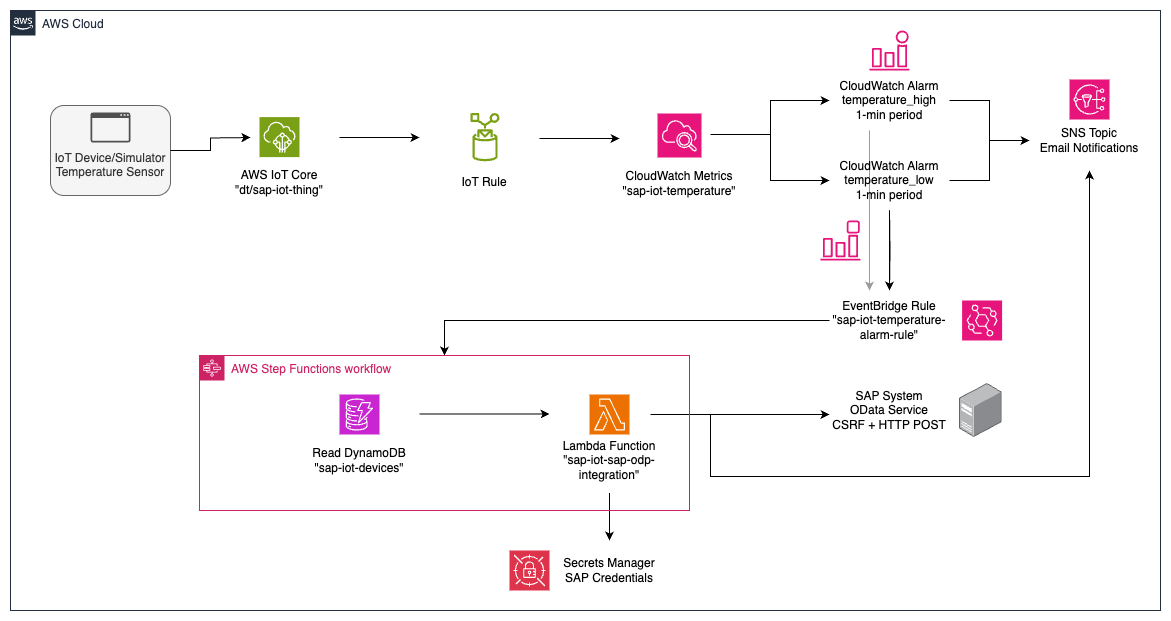 aws
AWS Cloud
IoT Device/Simulator
Temperature Sensor
AWS IoT Core
"dt/sap-iot-thing"
IoT Rule
CloudWatch Metrics
"sap-iot-temperature"
CloudWatch Alarm
temperature_high
1-min period
CloudWatch Alarm
temperature_low
1-min period
SNS Topic
Email Notifications
EventBridge Rule
"sap-iot-temperature-
alarm-rule"
AWS Step Functions workflow
Read DynamoDB
"sap-iot-devices"
Lambda Function
"sap-iot-sap-odp-
integration"
SAP System
OData Service
CSRF + HTTP POST
Secrets Manager
SAP Credentials